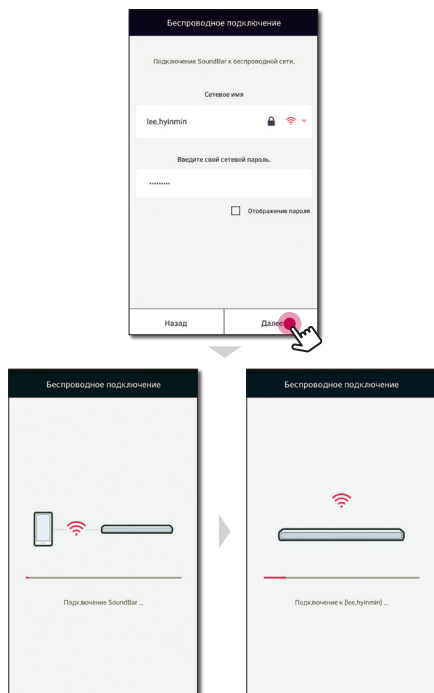 Беспроводное подключение
Подключение SoundBar к беспроводной сети.
Сетевое имя
lee,hyinmin
Введите свой сетевой пароль.
•••••••••
Отображение пароля
Назад
Далее
Беспроводное подключение
Подключение SoundBar ...
Беспроводное подключение
Подключение к [lee,hyinmin] ...